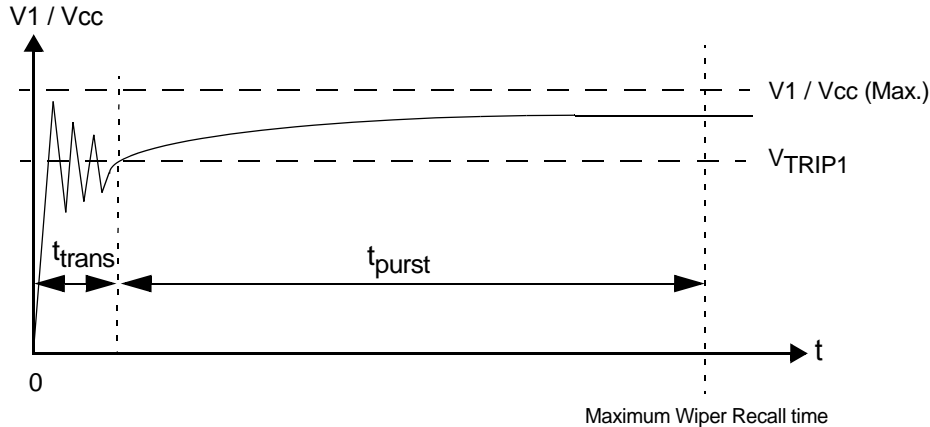 V1 / Vcc
V1 / Vcc (Max.)
VTRIP1
ttrans
tpurst
t
0
Maximum Wiper Recall time